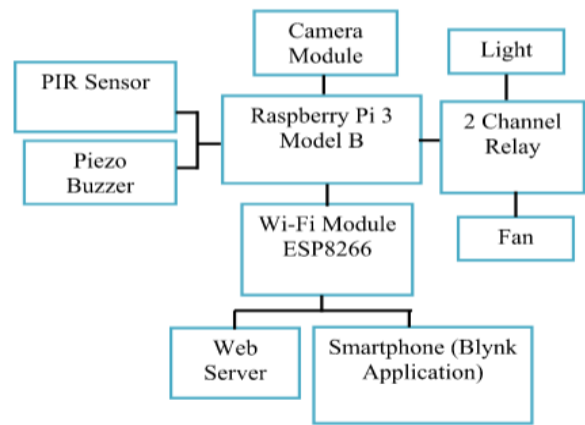 Camera
Module
Light
PIR Sensor
Raspberry Pi 3
Model B
2 Channel
Relay
Piezo
Buzzer
Wi-Fi Module
ESP8266
Fan
Web
Server
Smartphone (Blynk
Application)